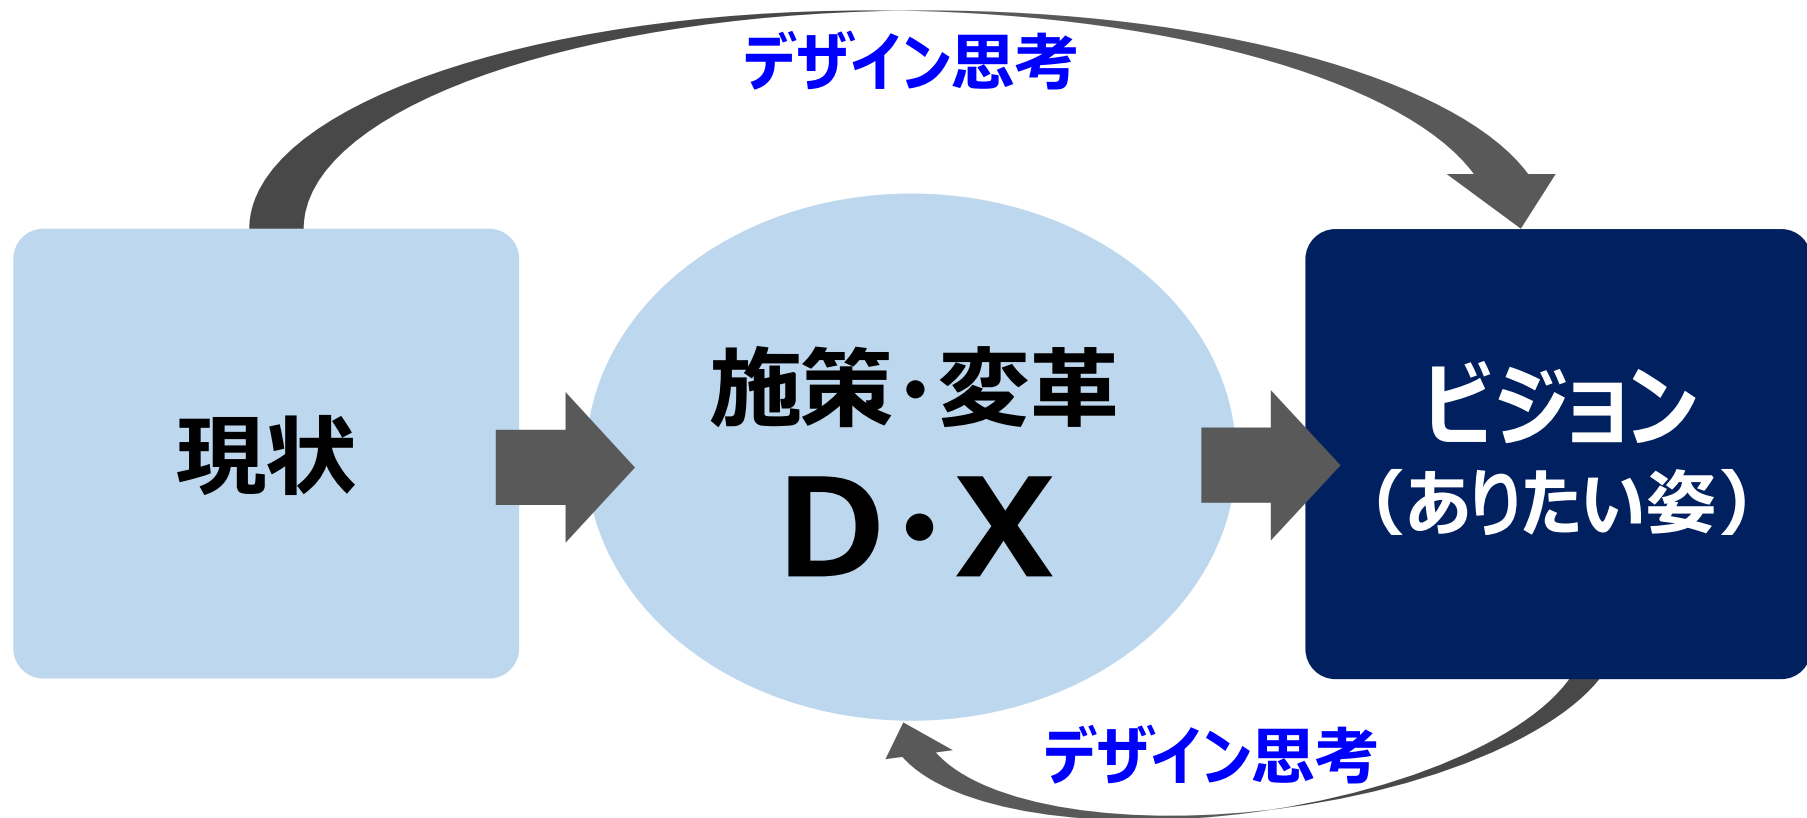 デザイン思考
現状
施策・変革
D・X
ビジョン
（ありたい姿）
デザイン思考